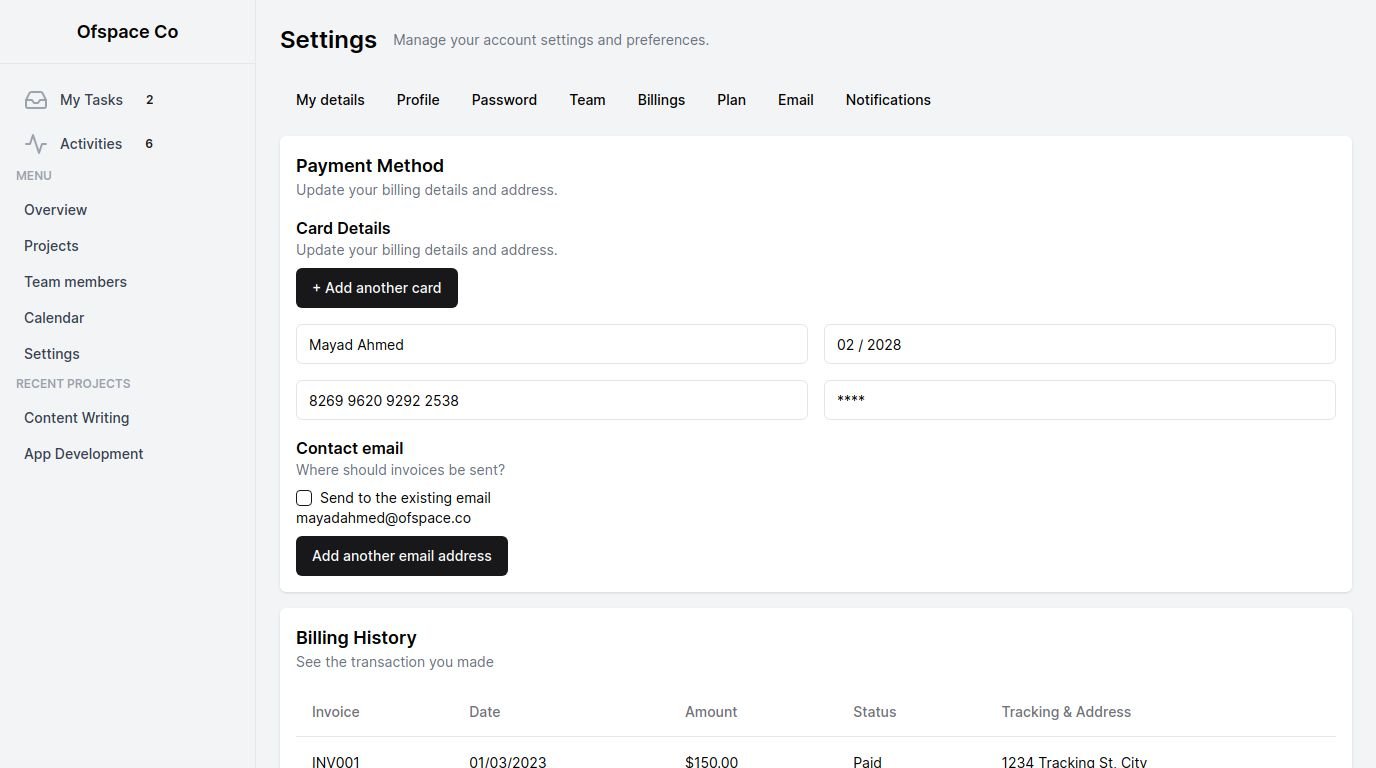 Ofspace Co
My Tasks 2
Activities 6
MENU
Overview
Projects
Team members
Calendar
Settings
RECENT PROJECTS
Content Writing
App Development
Settings Manage your account settings and preferences.
My details Profile Password Team Billings Plan Email Notifications
Payment Method
Update your billing details and address.
Card Details
Update your billing details and address.
+ Add another card
Mayad Ahmed 02 / 2028
8269 9620 9292 2538 ****
Contact email
Where should invoices be sent?
Send to the existing email
mayadahmed@ofspace.co
Add another email address
Billing History
See the transaction you made
Invoice Date Amount Status Tracking & Address
INV001 01/03/2023 $150.00 Paid 1234 Tracking St, City